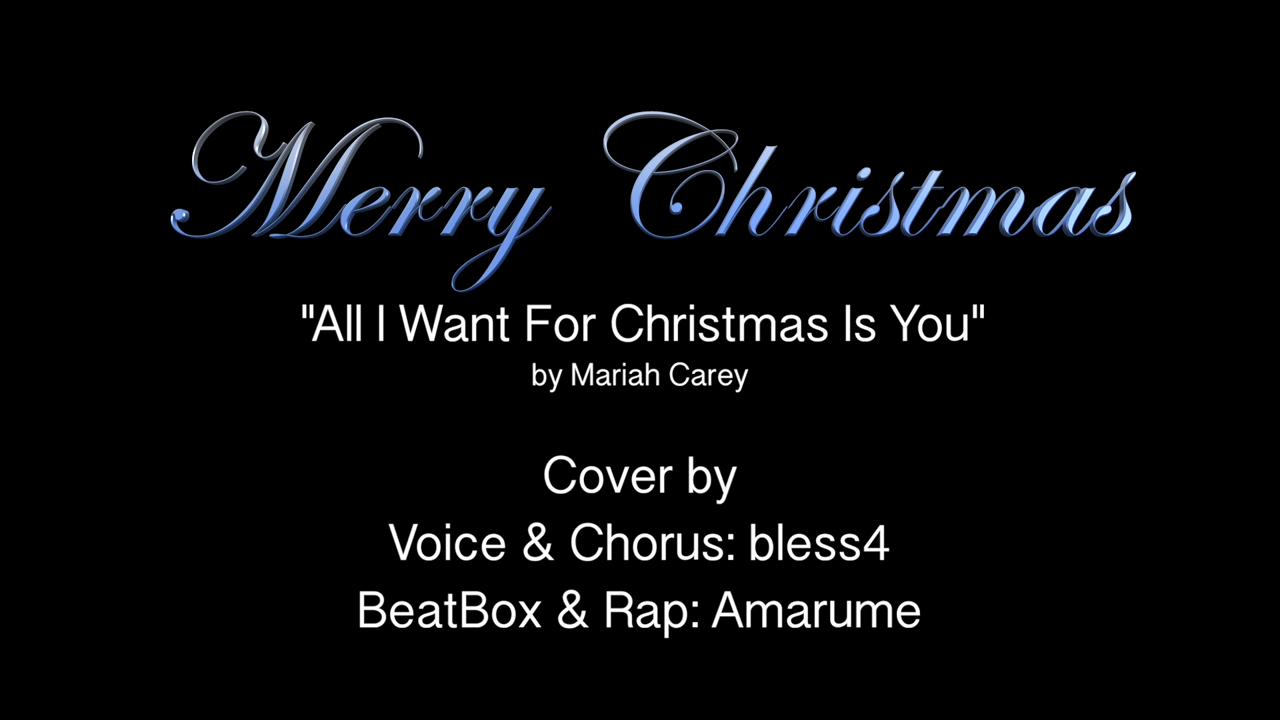 Merry Christmas
"All I Want For Christmas Is You"
by Mariah Carey
Cover by
Voice & Chorus: bless4
BeatBox & Rap: Amarume